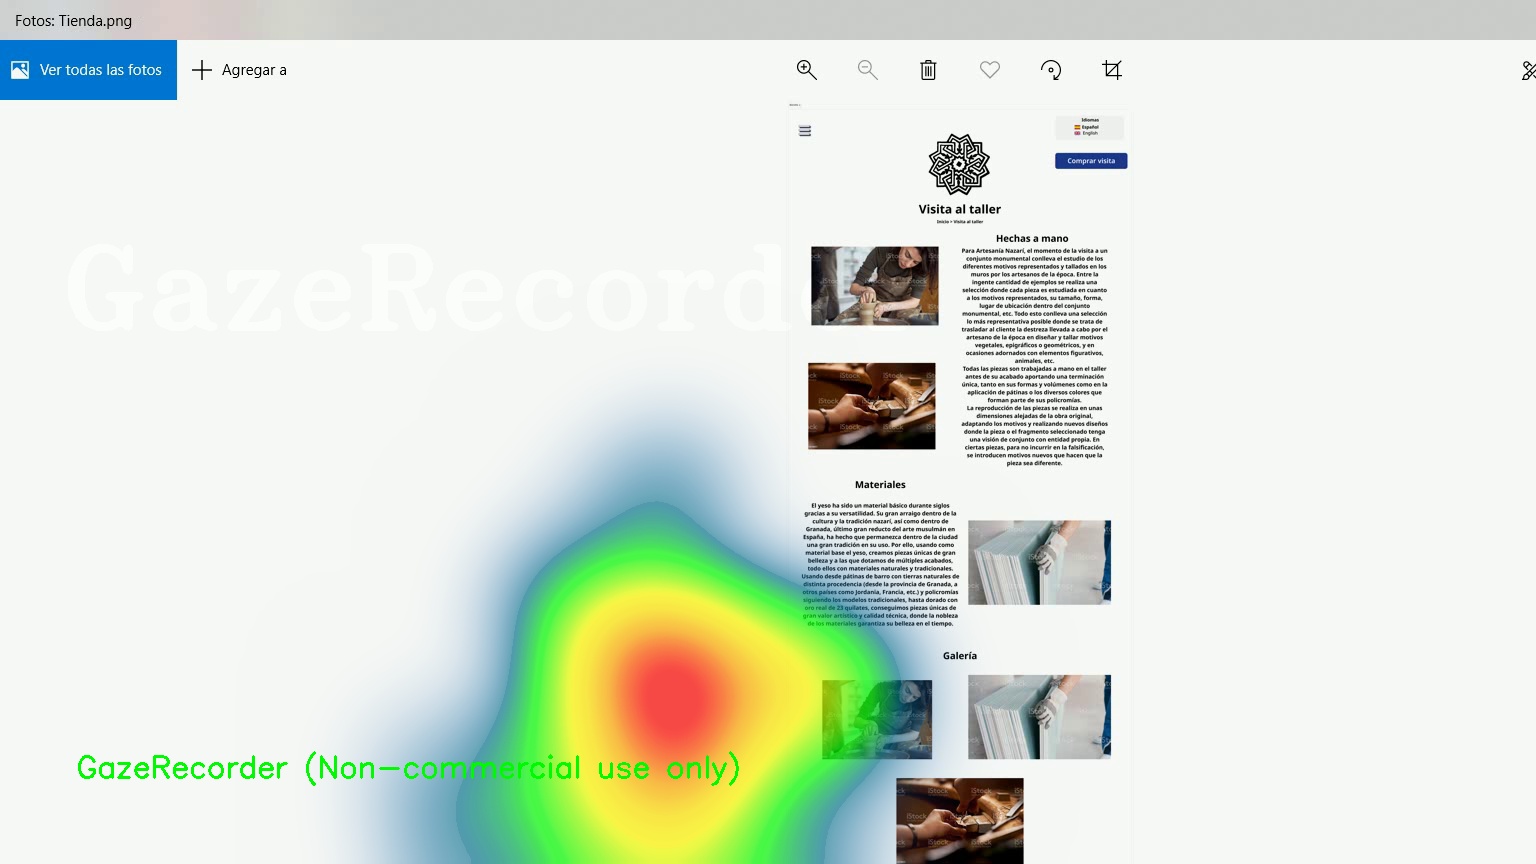 Fotos: Tienda.png
Ver todas las fotos
Agregar a
Idiomas
Español
English
Comprar visita
Visita al taller
Inicio > Visita al taller
GazeRecord
Hechas a mano
Para Artesanía Nazarí, el momento de la visita a un
conjunto monumental conlleva el estudio de los
diferentes motivos representados y tallados en los
muros por los artesanos de la época. Entre la
ingente cantidad de ejemplos se realiza una
selección donde cada pieza es estudiada en cuanto
a los motivos representados, su tamaño, forma,
lugar de ubicación dentro del conjunto
monumental, etc. Todo esto conlleva una selección
lo más representativa posible donde se trata de
trasladar al cliente la destreza llevada a cabo por el
artesano de la época en diseñar y tallar motivos
vegetales, epigráficos o geométricos, y en
ocasiones adornados con elementos figurativos,
animales, etc.
Todas las piezas son trabajadas a mano en el taller
antes de su acabado aportando una terminación
única, tanto en sus formas y volúmenes como en la
aplicación de pátinas o los diversos colores que
forman parte de sus policromías.
La reproducción de las piezas se realiza en unas
dimensiones alejadas de la obra original,
adaptando los motivos y realizando nuevos diseños
donde la pieza o el fragmento seleccionado tenga
una visión de conjunto con entidad propia. En
ciertas piezas, para no incurrir en la falsificación,
se introducen motivos nuevos que hacen que la
pieza sea diferente.
Materiales
El yeso ha sido un material básico durante siglos
gracias a su versatilidad. Su gran arraigo dentro de la
cultura y la tradición nazarí, así como dentro de
Granada, último gran reducto del arte musulmán en
España, ha hecho que permanezca dentro de la ciudad
una gran tradición en su uso. Por ello, usando como
material base el yeso, creamos piezas únicas de gran
belleza y a las que dotamos de múltiples acabados,
todo ellos con materiales naturales y tradicionales.
Usando desde pátinas de barro con tierras naturales de
distinta procedencia (desde la provincia de Granada, a
otros países como Jordania, Francia, etc.) y policromías
siguiendo los modelos tradicionales, hasta dorado con
oro real de 23 quilates, conseguimos piezas únicas de
gran valor artístico y calidad técnica, donde la nobleza
de los materiales garantiza su belleza en el tiempo.
Galería
GazeRecorder (Non-commercial use only)